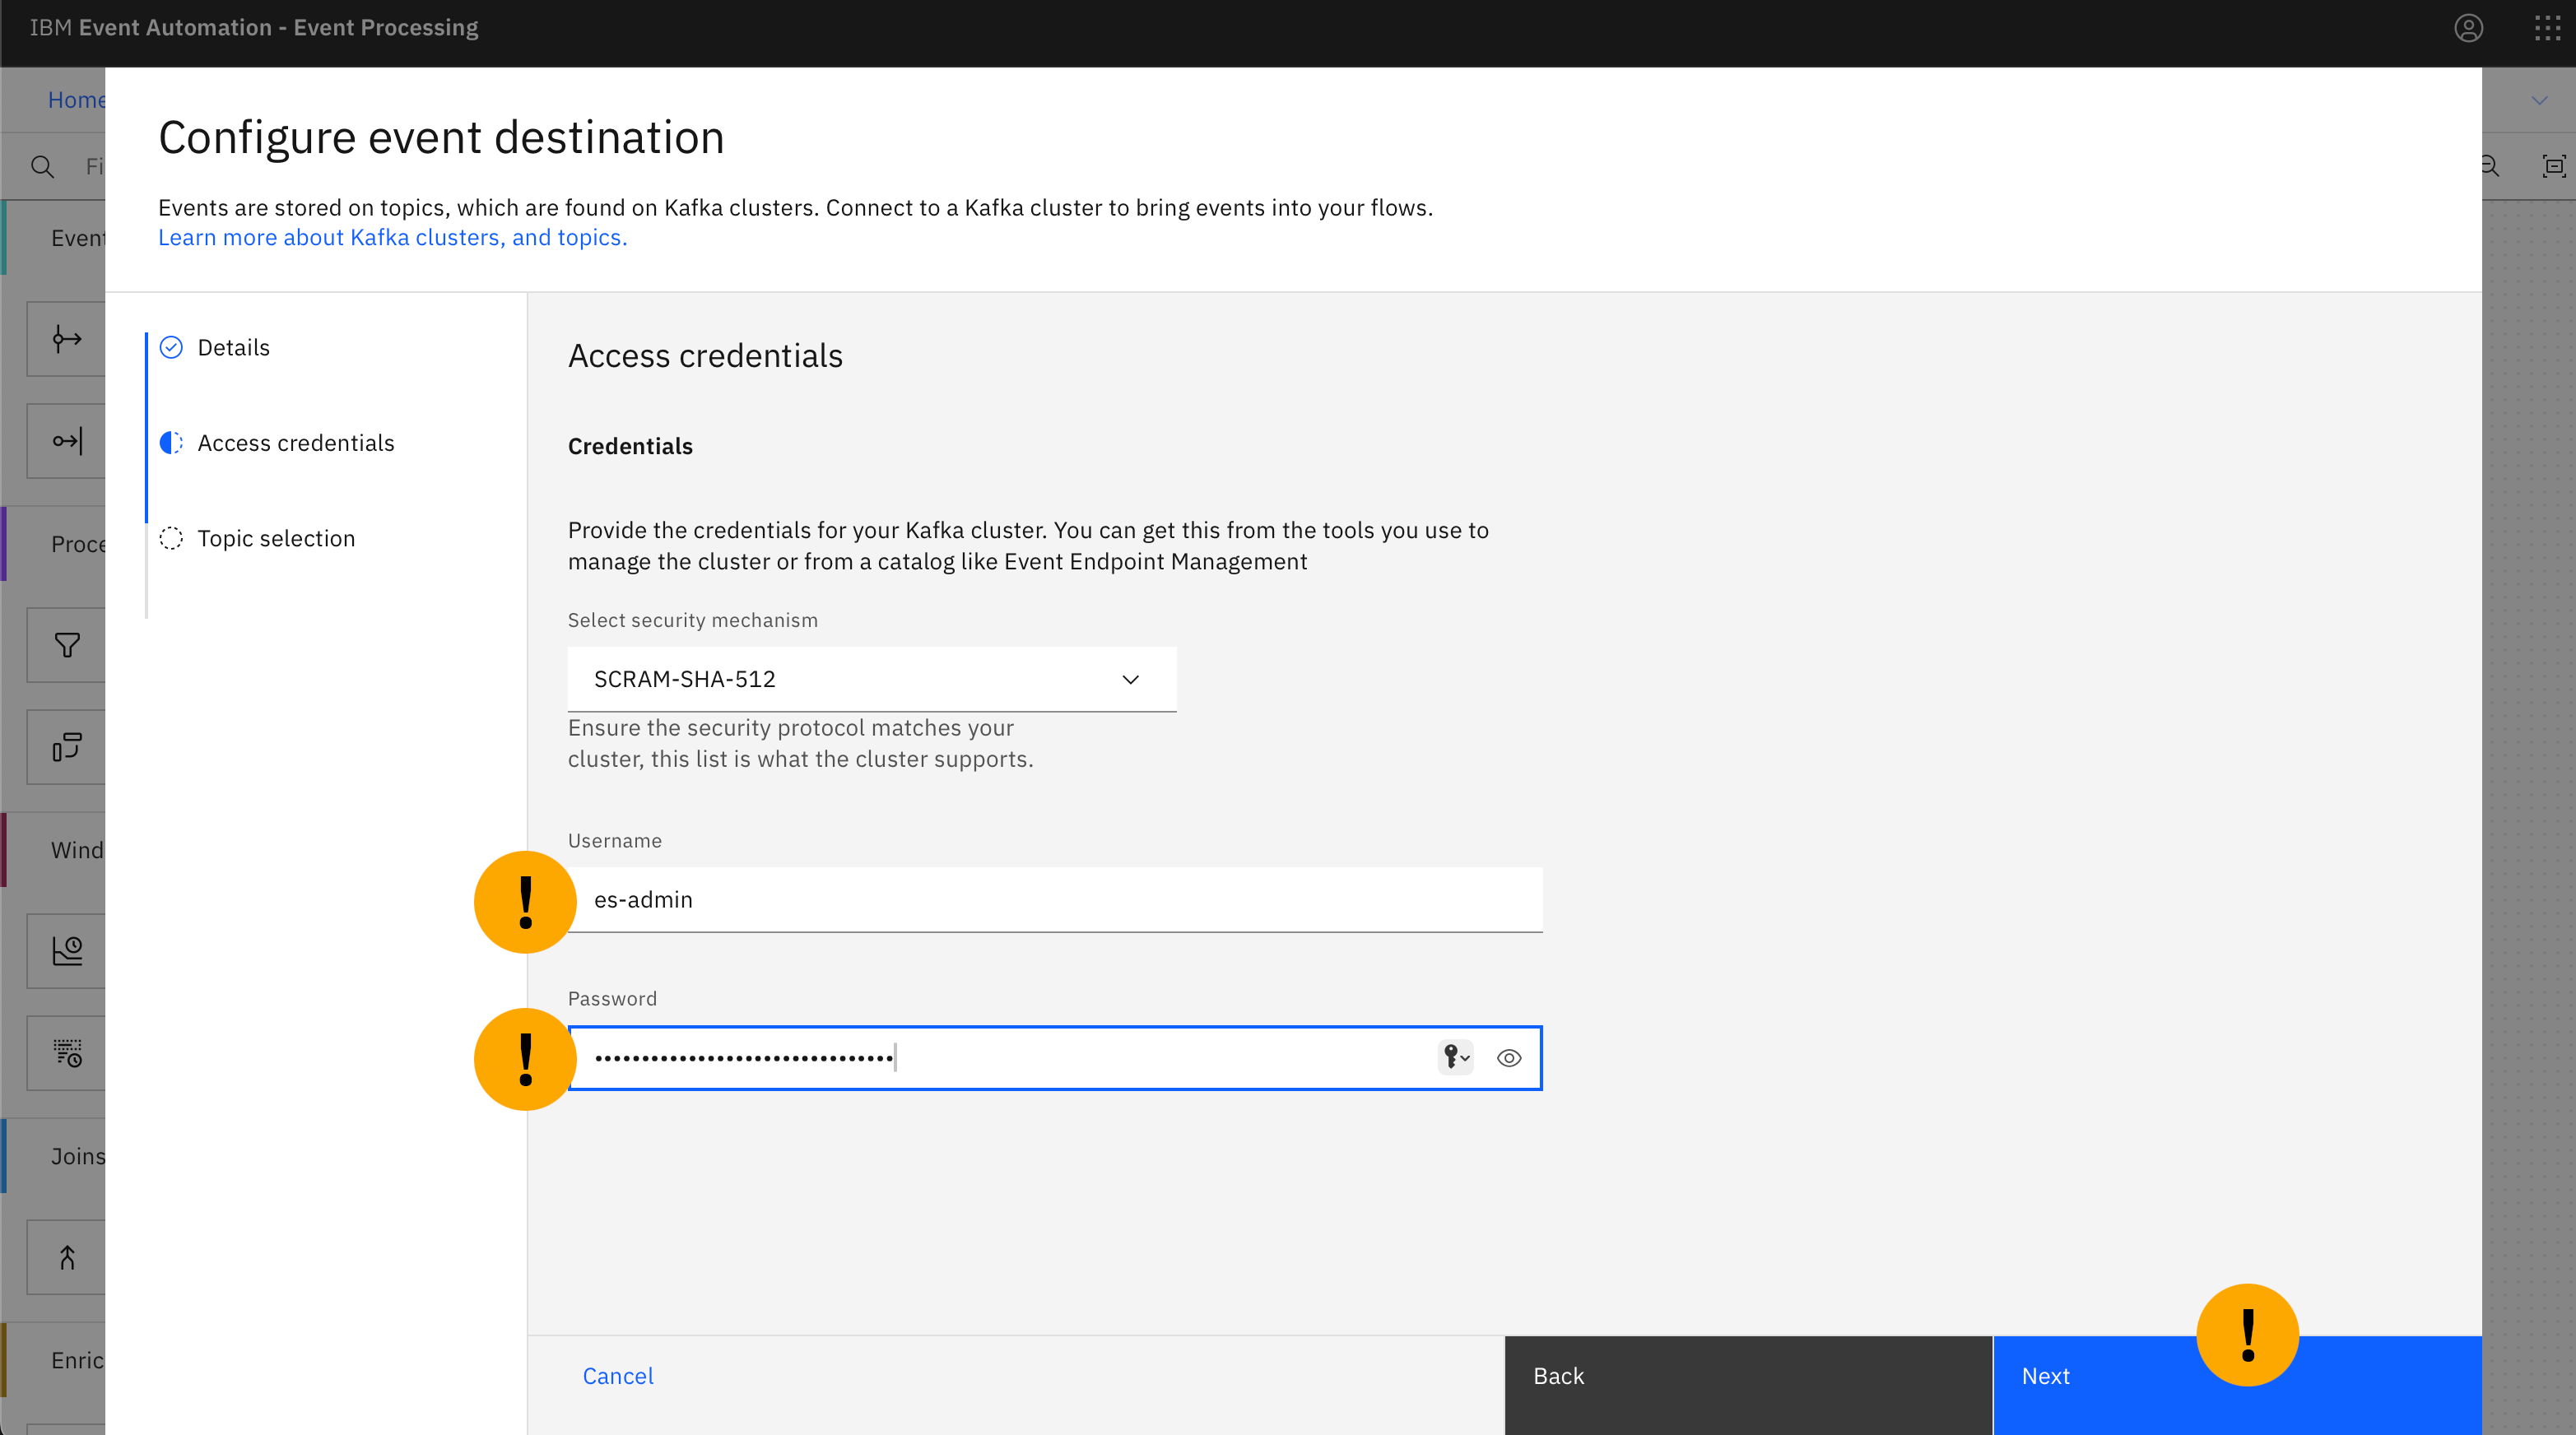 IBM Event Automation - Event Processing
Home
Configure event destination
Events are stored on topics, which are found on Kafka clusters. Connect to a Kafka cluster to bring events into your flows.
Learn more about Kafka clusters, and topics.
Fi
Event
Proce
Wind
Joins
Enric
Details
Access credentials
Topic selection
Access credentials
Credentials
Provide the credentials for your Kafka cluster. You can get this from the tools you use to
manage the cluster or from a catalog like Event Endpoint Management
Select security mechanism
SCRAM-SHA-512
Ensure the security protocol matches your
cluster, this list is what the cluster supports.
Username
! es-admin
Password
! ••••••••••••••••••••••••••••••••
!
Cancel
Back
Next